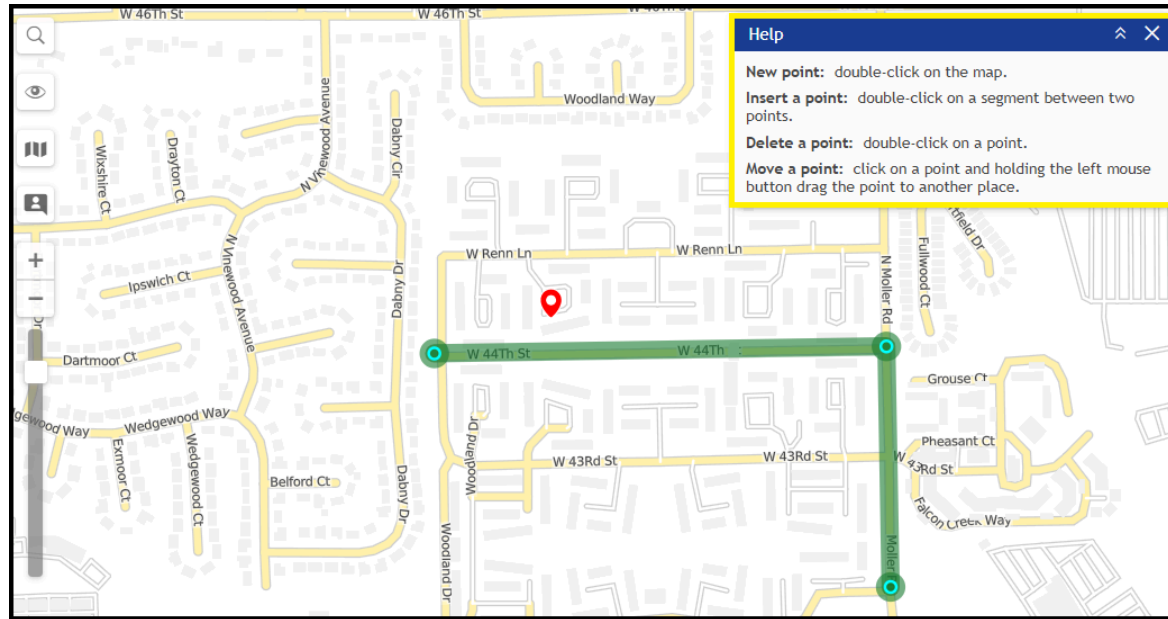 W 46Th St
W 46Th St
Help
New point: double-click on the map.
Insert a point: double-click on a segment between two
points.
Delete a point: double-click on a point.
Move a point: click on a point and holding the left mouse
button drag the point to another place.
Woodland Way
Wixshire Ct
Drayton Ct
Dabny Cir
W Renn Ln
W Renn Ln
N Moller Rd
Fullwood Ct
N Vinewood Avenue
Ipswich Ct
Dabny Dr
Dr
Dartmoor Ct
W 44Th St
W 44Th
Grouse Ct
Wedgewood Way
Exmoor Ct
Wedgewood Ct
Belford Ct
Dabny Dr
Woodland Dr
W 43Rd St
W 43Rd St
W 43Rd St
Pheasant Ct
Falcon Creek Way
Woodland Dr
Moller